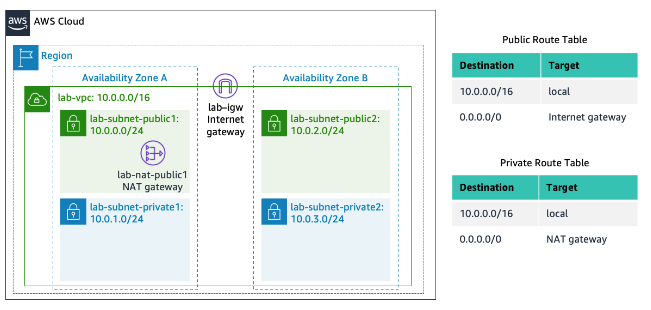 aws
AWS Cloud
Region
Availability Zone A
Availability Zone B
lab-vpc: 10.0.0.0/16
lab-igw
Internet
gateway
lab-subnet-public1:
10.0.0.0/24
lab-nat-public1
NAT gateway
lab-subnet-public2:
10.0.2.0/24
lab-subnet-private1:
10.0.1.0/24
lab-subnet-private2:
10.0.3.0/24
Public Route Table
Destination Target
10.0.0.0/16 local
0.0.0.0/0 Internet gateway
Private Route Table
Destination Target
10.0.0.0/16 local
0.0.0.0/0 NAT gateway